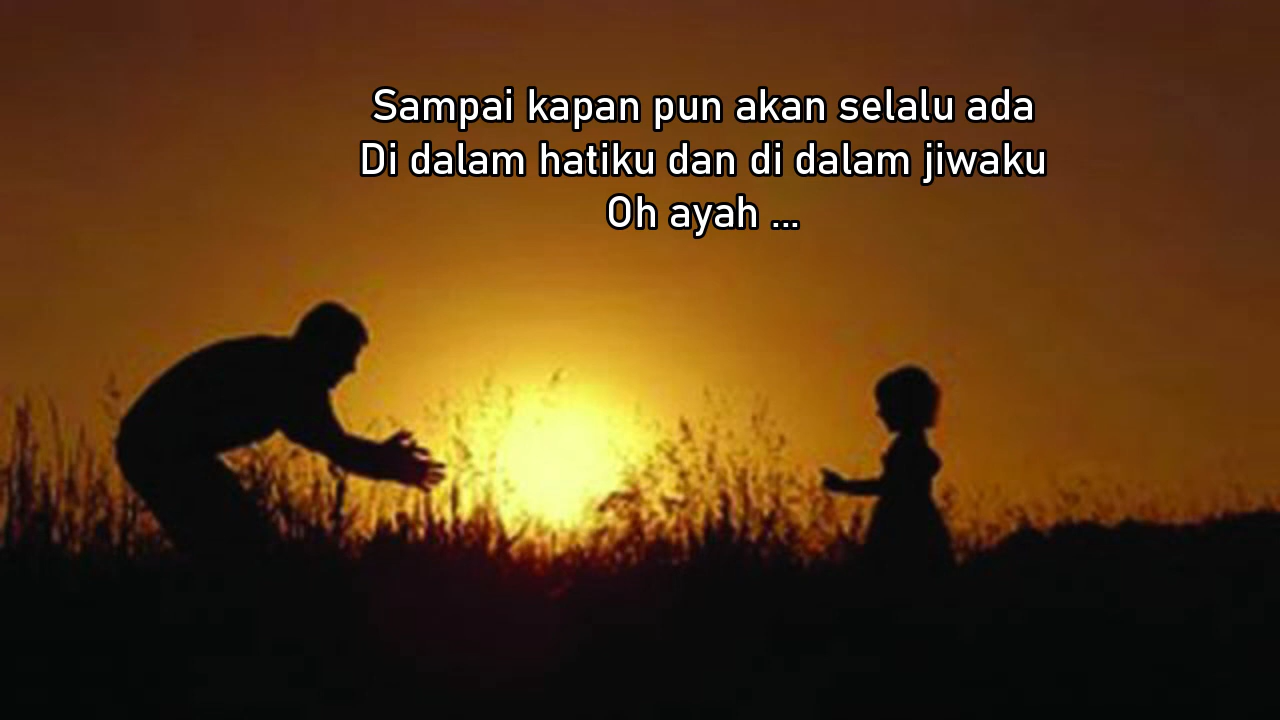 Sampai kapan pun akan selalu ada
Di dalam hatiku dan di dalam jiwaku
Oh ayah ...